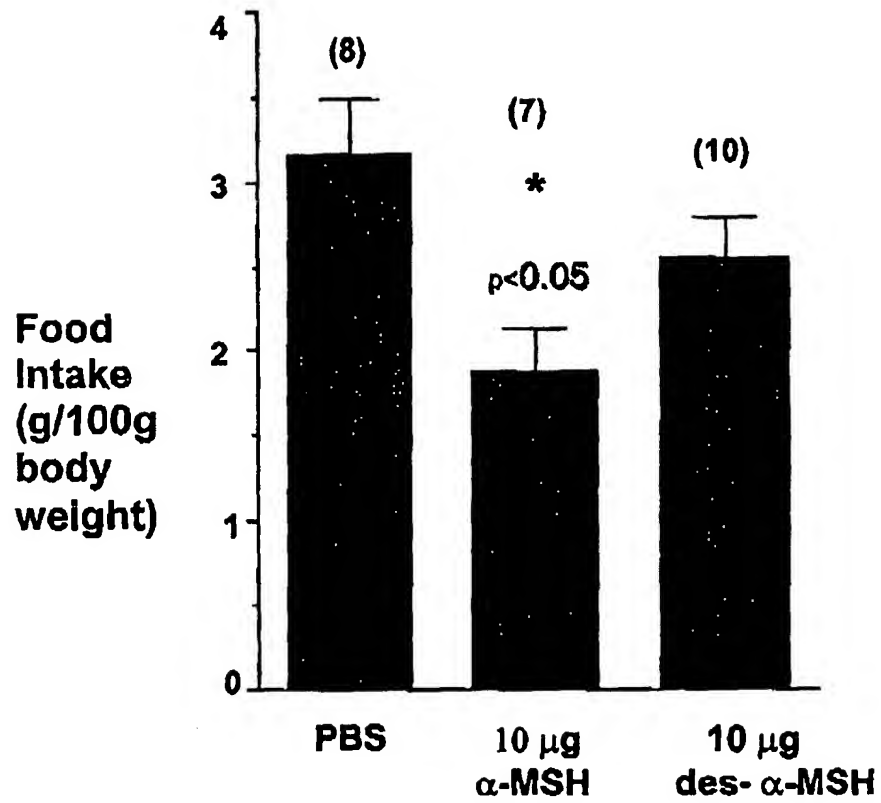 4
(8)
(7)
(10)
3
*
p<0.05
2
Food
Intake
(g/100g
body
weight)
1
0
PBS
10 μg
α-MSH
10 μg
des- α-MSH